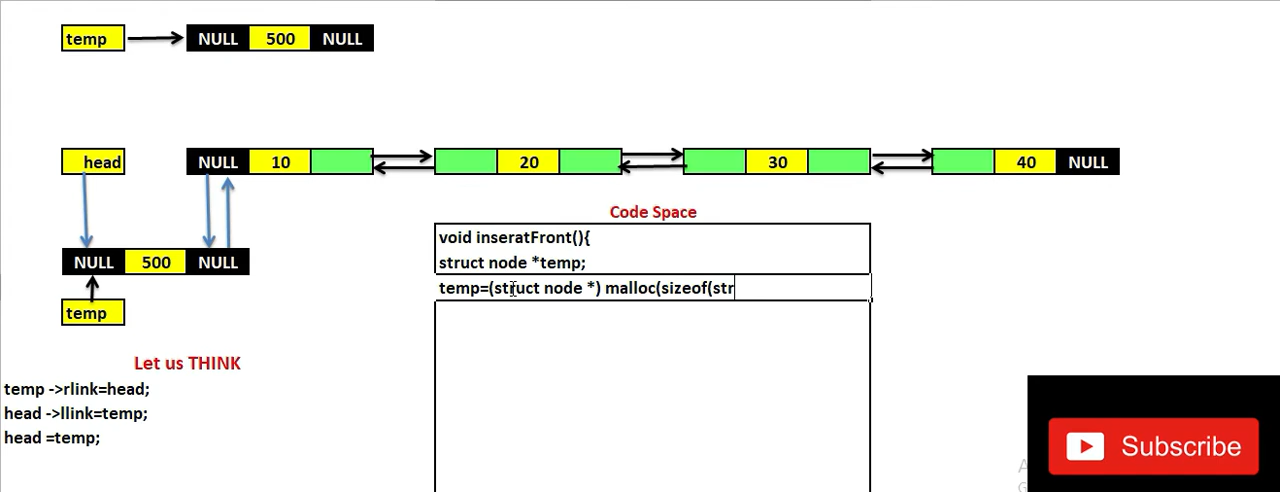 temp NULL 500 NULL
head NULL 10 20 30 40 NULL
NULL 500 NULL
temp
Let us THINK
temp ->rlink=head;
head ->llink=temp;
head =temp;
Code Space
void inseratFront(){
struct node *temp;
temp=(struct node *) malloc(sizeof(str
Subscribe